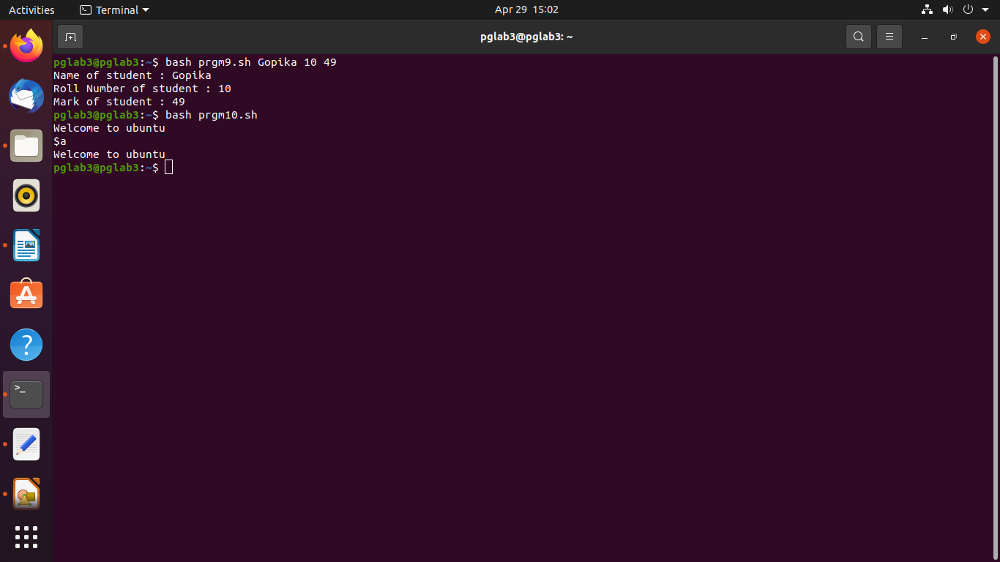 Activities Terminal Apr 29 15:02
pglab3@pglab3: ~
pglab3@pglab3:~$ bash prgm9.sh Gopika 10 49
Name of student : Gopika
Roll Number of student : 10
Mark of student : 49
pglab3@pglab3:~$ bash prgm10.sh
Welcome to ubuntu
$a
Welcome to ubuntu
pglab3@pglab3:~$